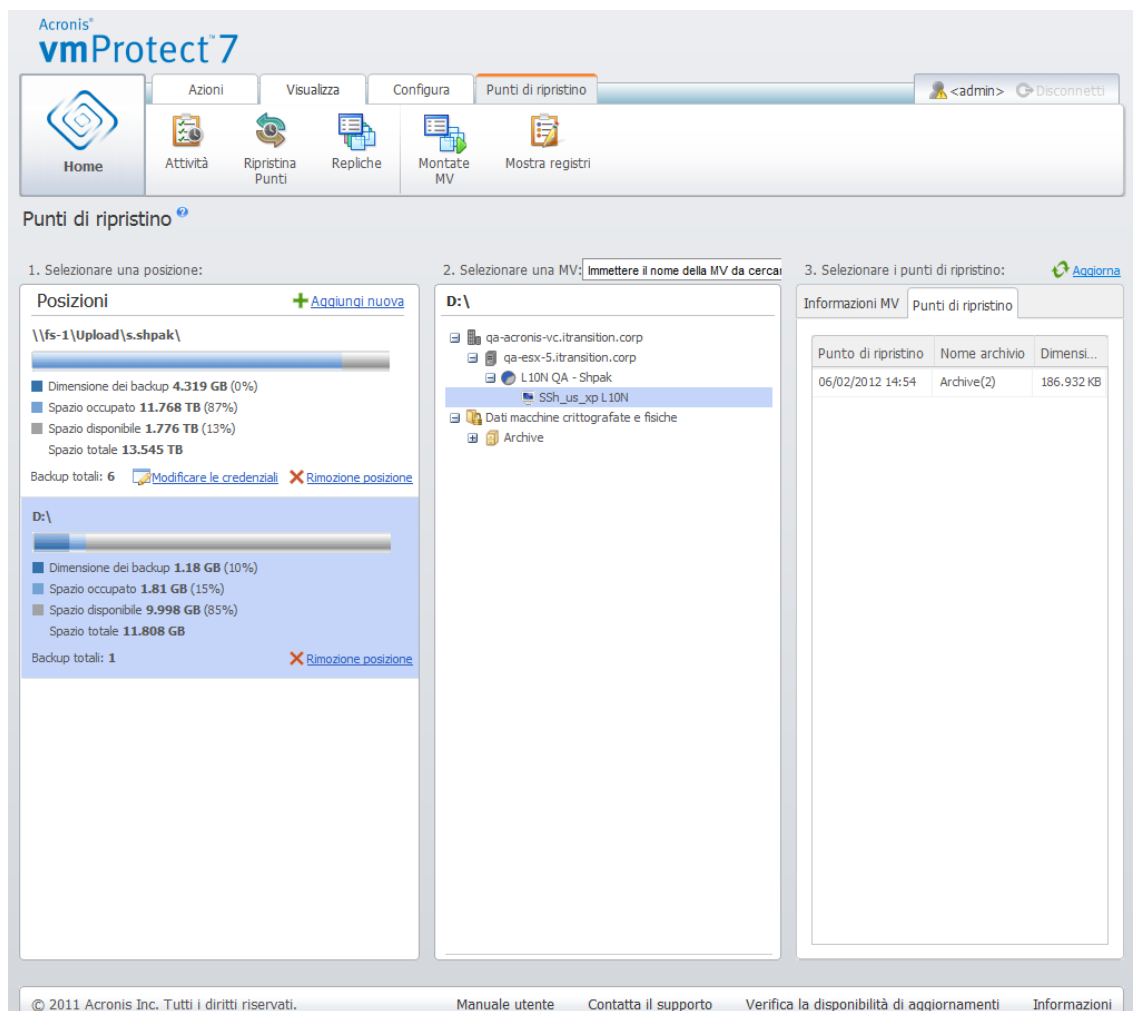 Acronis®
vmProtect™ 7
Azioni
Visualizza
Configura
Punti di ripristino
<admin>
Disconnetti
Home
Attività
Ripristina
Punti
Repliche
Montate
MV
Mostra registri
Punti di ripristino
1. Selezionare una posizione:
2. Selezionare una MV:
Immettere il nome della MV da cercar
3. Selezionare i punti di ripristino:
Aggiorna
Posizioni
Aggiungi nuova
\\fs-1\Upload\s.shpak\
Dimensione dei backup 4.319 GB (0%)
Spazio occupato 11.768 TB (87%)
Spazio disponibile 1.776 TB (13%)
Spazio totale 13.545 TB
Backup totali: 6
Modificare le credenziali
Rimozione posizione
D:\
Dimensione dei backup 1.18 GB (10%)
Spazio occupato 1.81 GB (15%)
Spazio disponibile 9.998 GB (85%)
Spazio totale 11.808 GB
Backup totali: 1
Rimozione posizione
D:\
qa-acronis-vc.itransition.corp
qa-esx-5.itransition.corp
L10N QA - Shpak
SSh_us_xp L10N
Dati macchine crittografate e fisiche
Archive
Informazioni MV
Punti di ripristino
Punto di ripristino Nome archivio Dimensi...
06/02/2012 14:54 Archive(2) 186.932 KB
© 2011 Acronis Inc. Tutti i diritti riservati.
Manuale utente
Contatta il supporto
Verifica la disponibilità di aggiornamenti
Informazioni